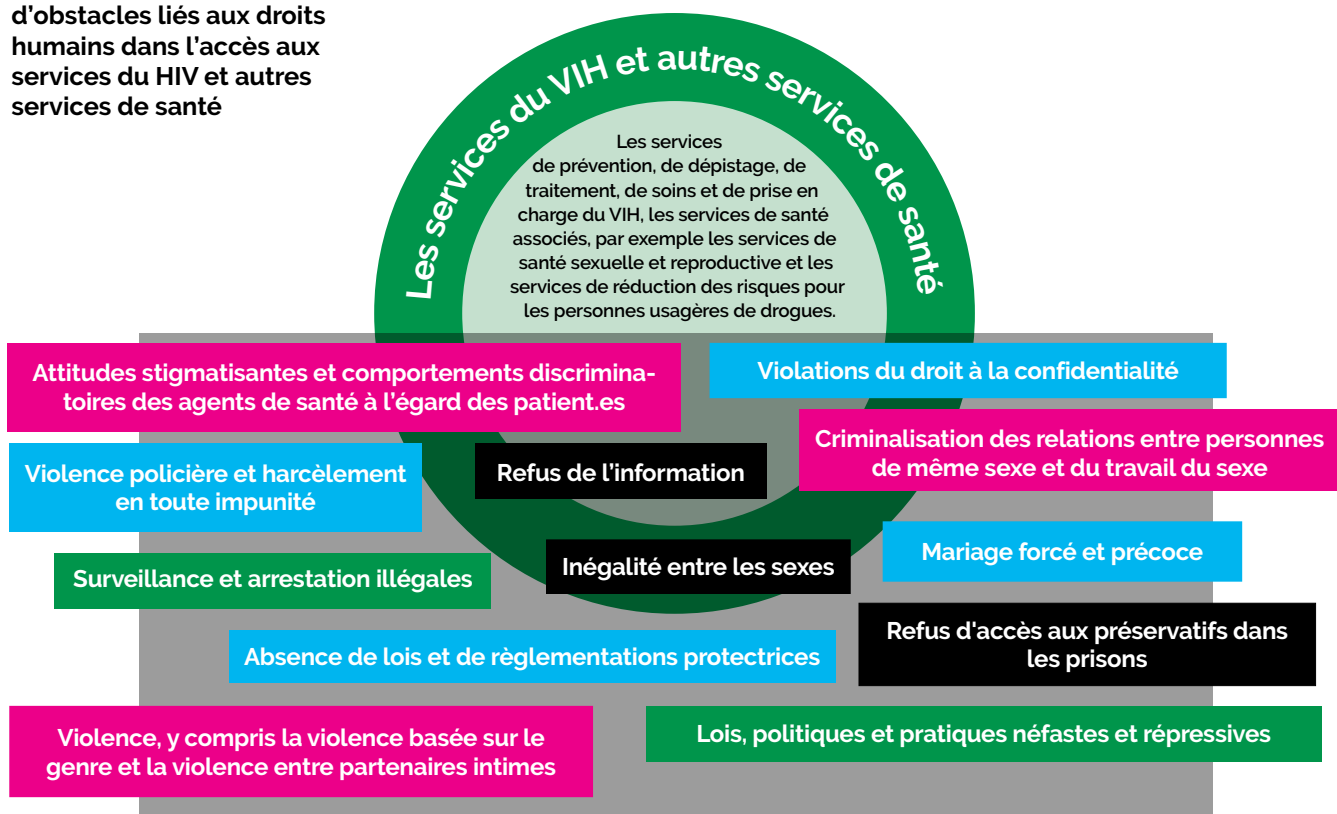 d'obstacles liés aux droits
humains dans l'accès aux
services du HIV et autres
services de santé
Les services du VIH et autres services de santé
Les services
de prévention, de dépistage, de
traitement, de soins et de prise en
charge du VIH, les services de santé
associés, par exemple les services de
santé sexuelle et reproductive et les
services de réduction des risques pour
les personnes usagères de drogues.
Attitudes stigmatisantes et comportements discrimina-
toires des agents de santé à l'égard des patient.es
Violations du droit à la confidentialité
Criminalisation des relations entre personnes
de même sexe et du travail du sexe
Violence policière et harcèlement
en toute impunité
Refus de l'information
Mariage forcé et précoce
Inégalité entre les sexes
Surveillance et arrestation illégales
Refus d'accès aux préservatifs dans
les prisons
Absence de lois et de règlementations protectrices
Violence, y compris la violence basée sur le
genre et la violence entre partenaires intimes
Lois, politiques et pratiques néfastes et répressives